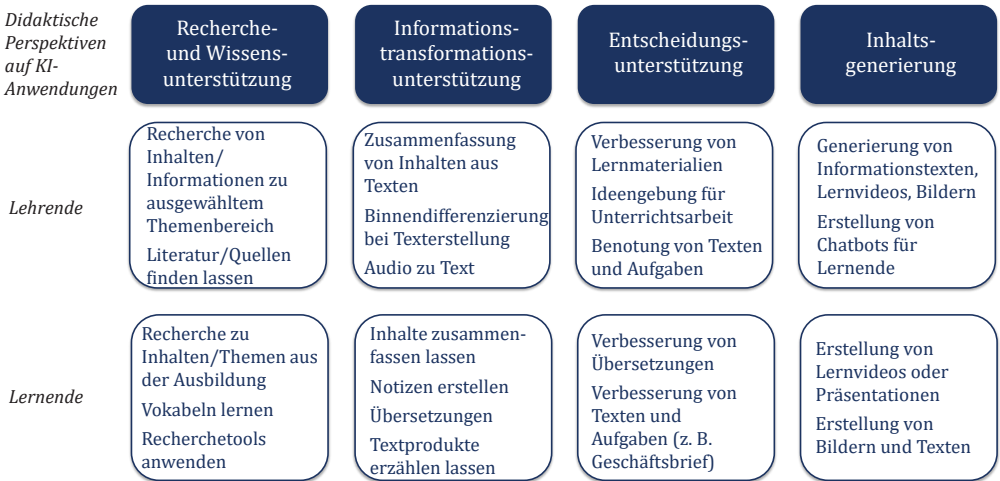 Didaktische
Perspektiven
auf KI-
Anwendungen
Recherche-
und Wissens-
unterstützung
Informations-
transformations-
unterstützung
Entscheidungs-
unterstützung
Inhalts-
generierung
Lehrende
Recherche von
Inhalten/
Informationen zu
ausgewähltem
Themenbereich
Literatur/Quellen
finden lassen
Zusammenfassung
von Inhalten aus
Texten
Binnendifferenzierung
bei Texterstellung
Audio zu Text
Verbesserung von
Lernmaterialien
Ideengebung für
Unterrichtsarbeit
Benotung von Texten
und Aufgaben
Generierung von
Informationstexten,
Lernvideos, Bildern
Erstellung von
Chatbots für
Lernende
Lernende
Recherche zu
Inhalten/Themen aus
der Ausbildung
Vokabeln lernen
Recherchetools
anwenden
Inhalte zusammen-
fassen lassen
Notizen erstellen
Übersetzungen
Textprodukte
erzählen lassen
Verbesserung von
Übersetzungen
Verbesserung von
Texten und
Aufgaben (z. B.
Geschäftsbrief)
Erstellung von
Lernvideos oder
Präsentationen
Erstellung von
Bildern und Texten